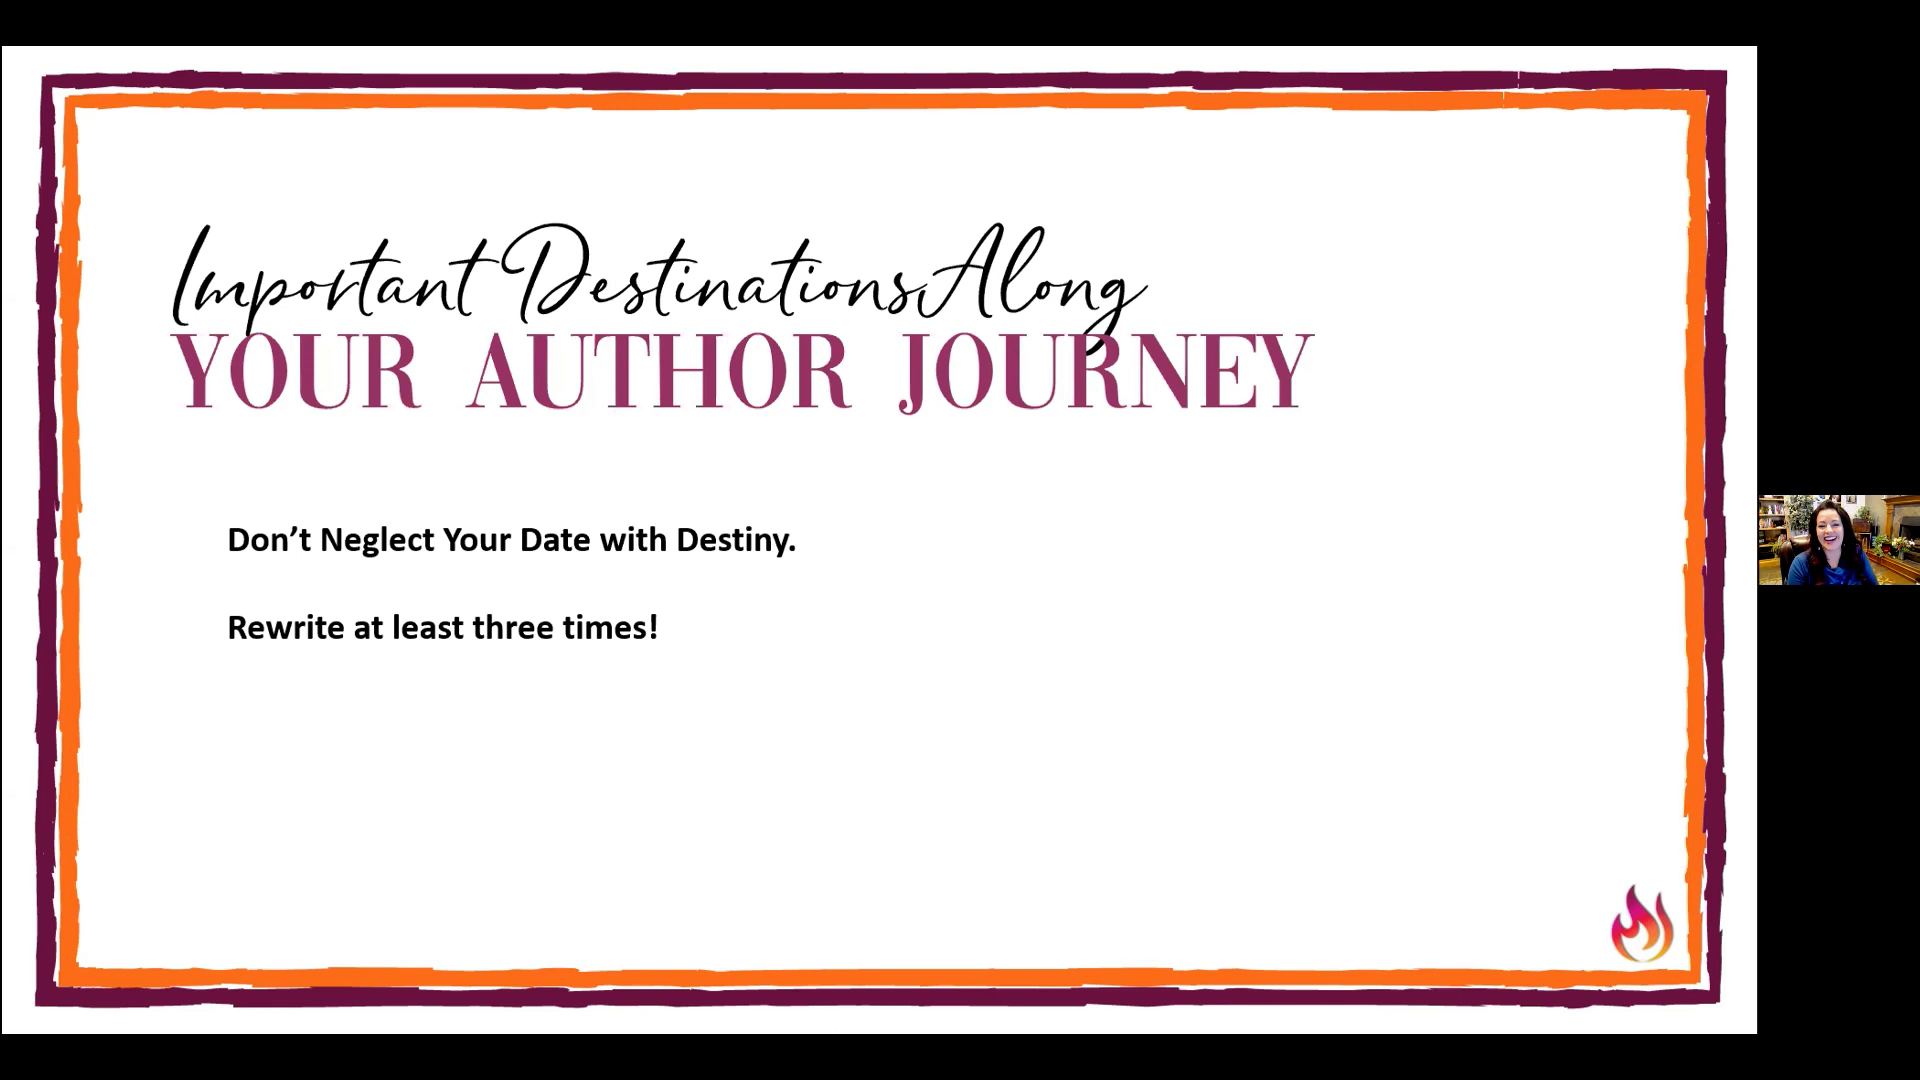 Important Destinations Along
YOUR AUTHOR JOURNEY
Don’t Neglect Your Date with Destiny.
Rewrite at least three times!